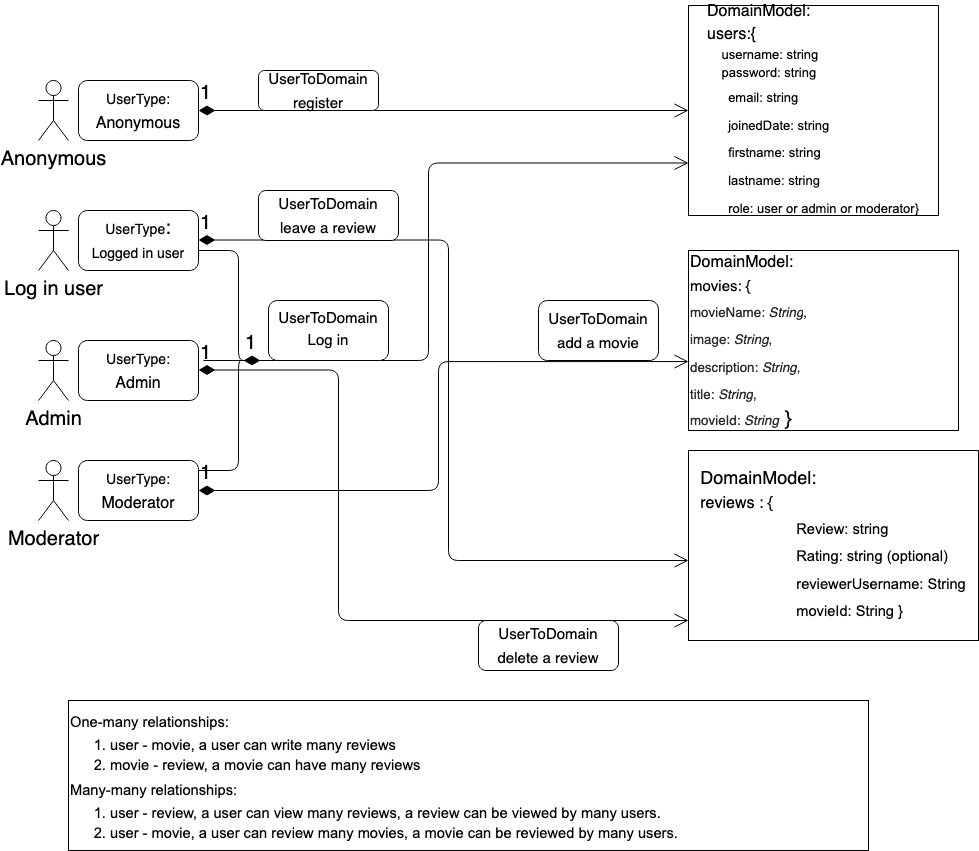 DomainModel:
users:{
username: string
password: string
email: string
joinedDate: string
firstname: string
lastname: string
role: user or admin or moderator}
UserToDomain
register
1
UserType:
Anonymous
Anonymous
UserToDomain
leave a review
1
UserType:
Logged in user
Log in user
UserToDomain
Log in
1
1
UserType:
Admin
Admin
UserToDomain
add a movie
DomainModel:
movies: {
movieName: String,
image: String,
description: String,
title: String,
movieId: String }
1
UserType:
Moderator
Moderator
DomainModel:
reviews : {
Review: string
Rating: string (optional)
reviewerUsername: String
movieId: String }
UserToDomain
delete a review
One-many relationships:
1. user - movie, a user can write many reviews
2. movie - review, a movie can have many reviews
Many-many relationships:
1. user - review, a user can view many reviews, a review can be viewed by many users.
2. user - movie, a user can review many movies, a movie can be reviewed by many users.